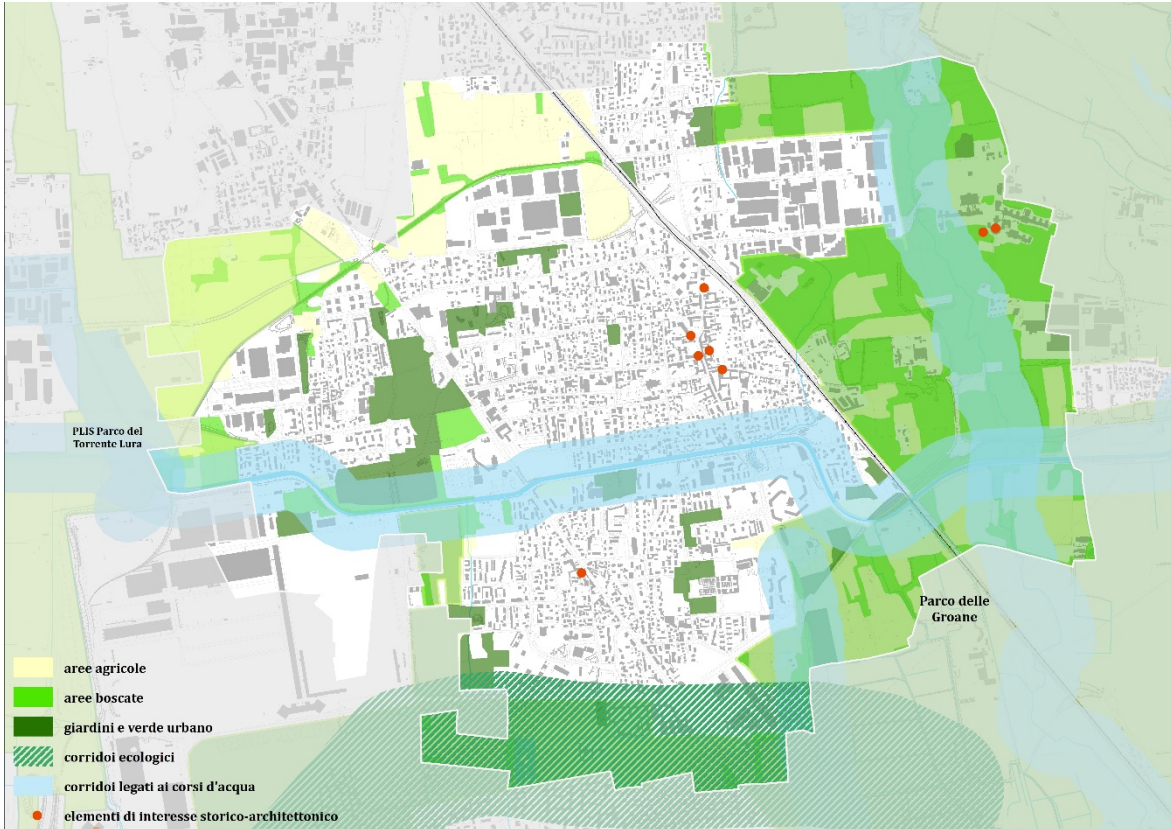 PLIS Parco del
Torrente Lura
Parco delle
Groane
aree agricole
aree boscate
giardini e verde urbano
corridoi ecologici
corridoi legati ai corsi d'acqua
elementi di interesse storico-architettonico